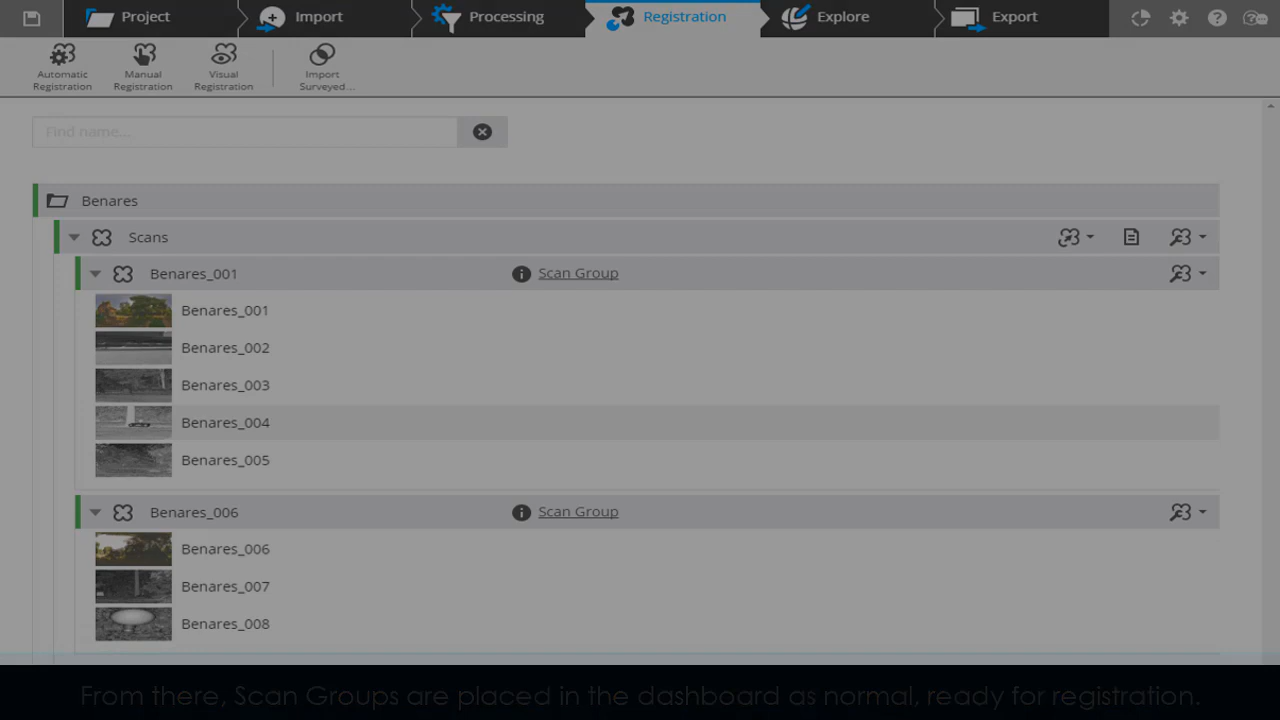 Project
Import
Processing
Registration
Explore
Export
Automatic
Registration
Manual
Registration
Visual
Registration
Import
Surveyed...
Find name...
Benares
Scans
Benares_001
Scan Group
Benares_001
Benares_002
Benares_003
Benares_004
Benares_005
Benares_006
Scan Group
Benares_006
Benares_007
Benares_008
From there, Scan Groups are placed in the dashboard as normal, ready for registration.